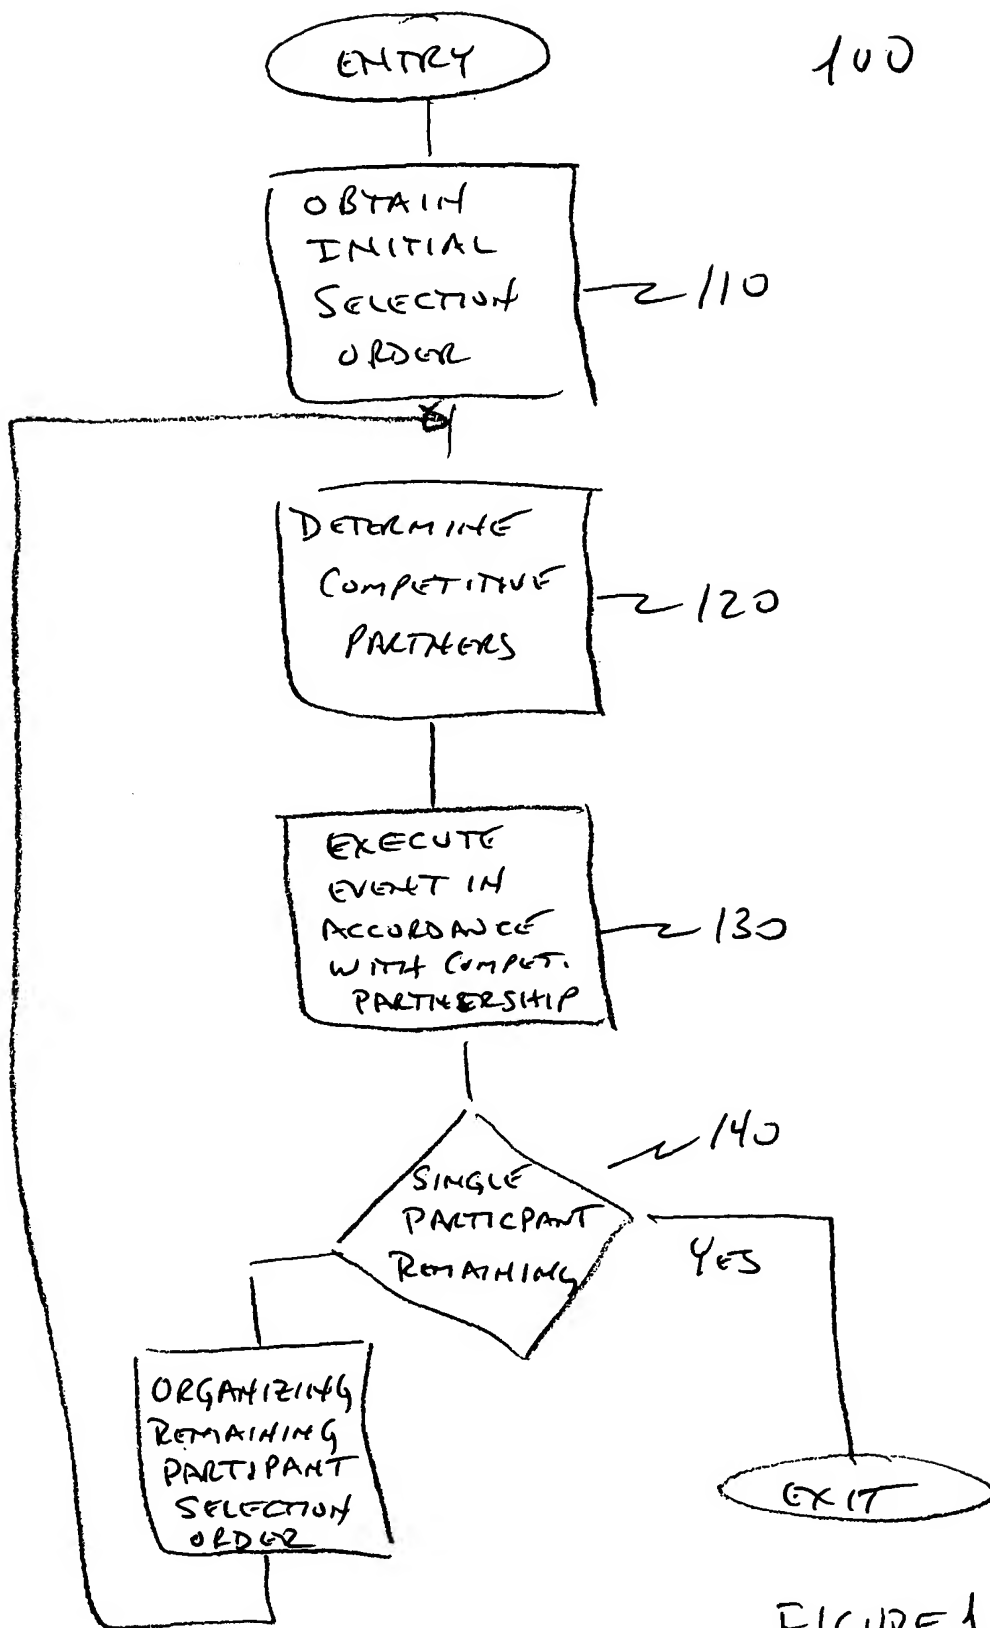 ENTRY
100
OBTAIN
INITIAL
SELECTION
ORDER
110
DETERMINE
COMPETITIVE
PARTNERS
120
EXECUTE
EVENT IN
ACCORDANCE
WITH COMPET.
PARTNERSHIP
130
140
SINGLE
PARTICPANT
REMAINING
YES
ORGANIZING
REMAINING
PARTIPANT
SELECTION
ORDER
EXIT
FIGURE 1